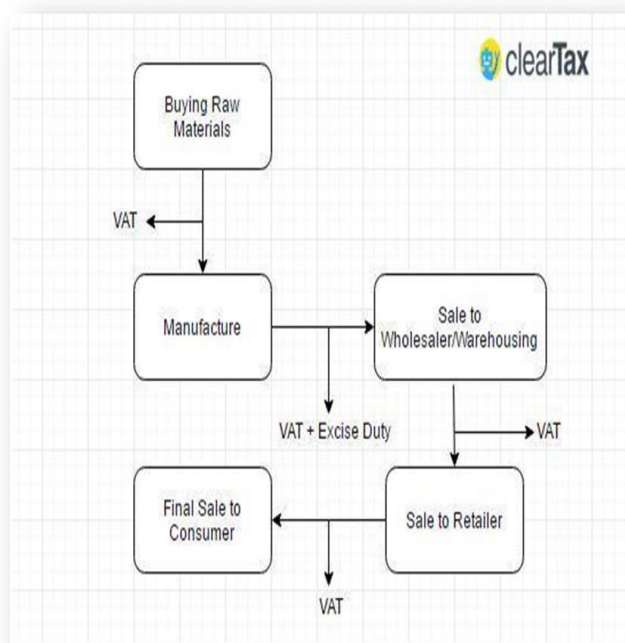 clearTax
Buying Raw
Materials
VAT
Manufacture
Sale to
Wholesaler/Warehousing
VAT + Excise Duty
VAT
Final Sale to
Consumer
Sale to Retailer
VAT